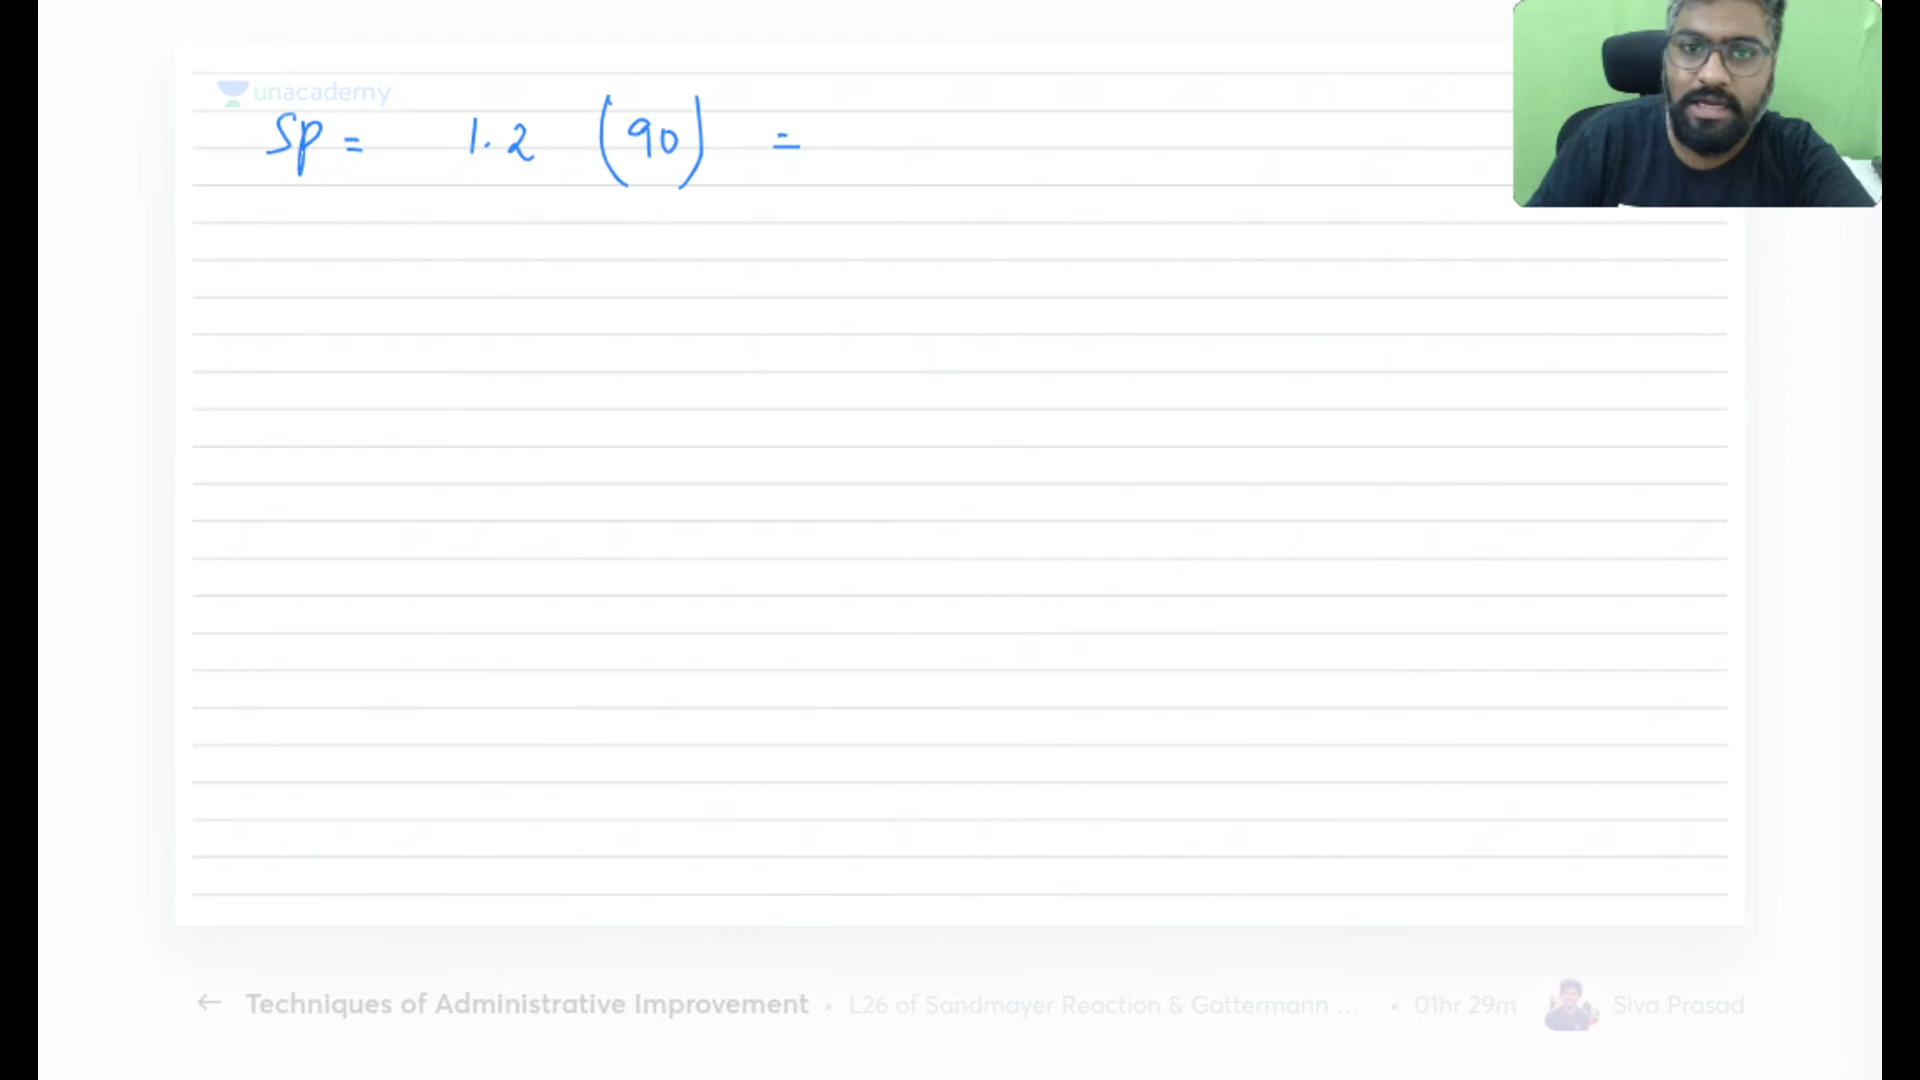 unacademy
Sp = 1.2 (90) =
Techniques of Administrative Improvement • L26 of Sandmayer Reaction & Gattermann ... • 01hr 29m Siva Prasad